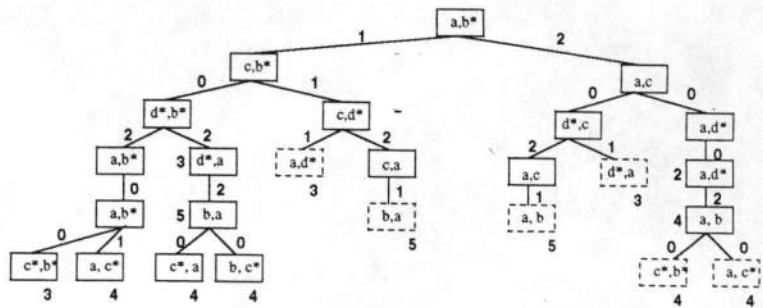 a,b*
1 2
c,b*
a,c
0 1 0 0
d*,b* c,d* d*,c a,d*
2 2 1 2 2 1 0
a,b* 3 d*,a a,d* c,a a,c d*,a 2 a,d*
3 3
0 2 1 1 2
a,b* 5 b,a b,a a, b 4 a, b
5 5
0 1 0 0 0 0
c*,b* a, c* c*, a b, c* c*,b* a, c*
3 4 4 4 4 4